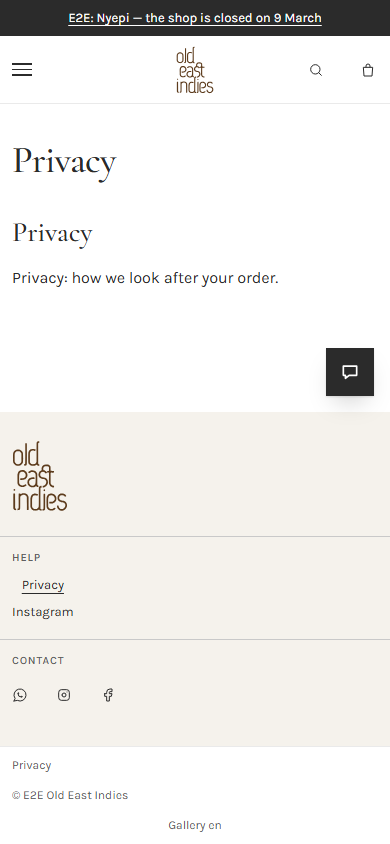 E2E: Nyepi — the shop is closed on 9 March
old
east
indies
Privacy
Privacy
Privacy: how we look after your order.
old
east
indies
HELP
Privacy
Instagram
CONTACT
Privacy
© E2E Old East Indies
Gallery en